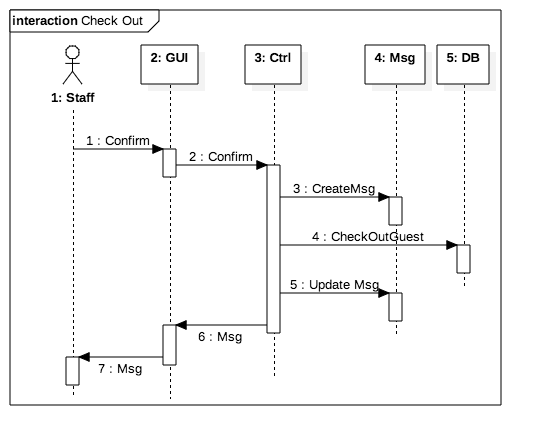 interaction Check Out
2: GUI
3: Ctrl
4: Msg
5: DB
1: Staff
1 : Confirm
2 : Confirm
3 : CreateMsg
4 : CheckOutGuest
5 : Update Msg
6 : Msg
7 : Msg